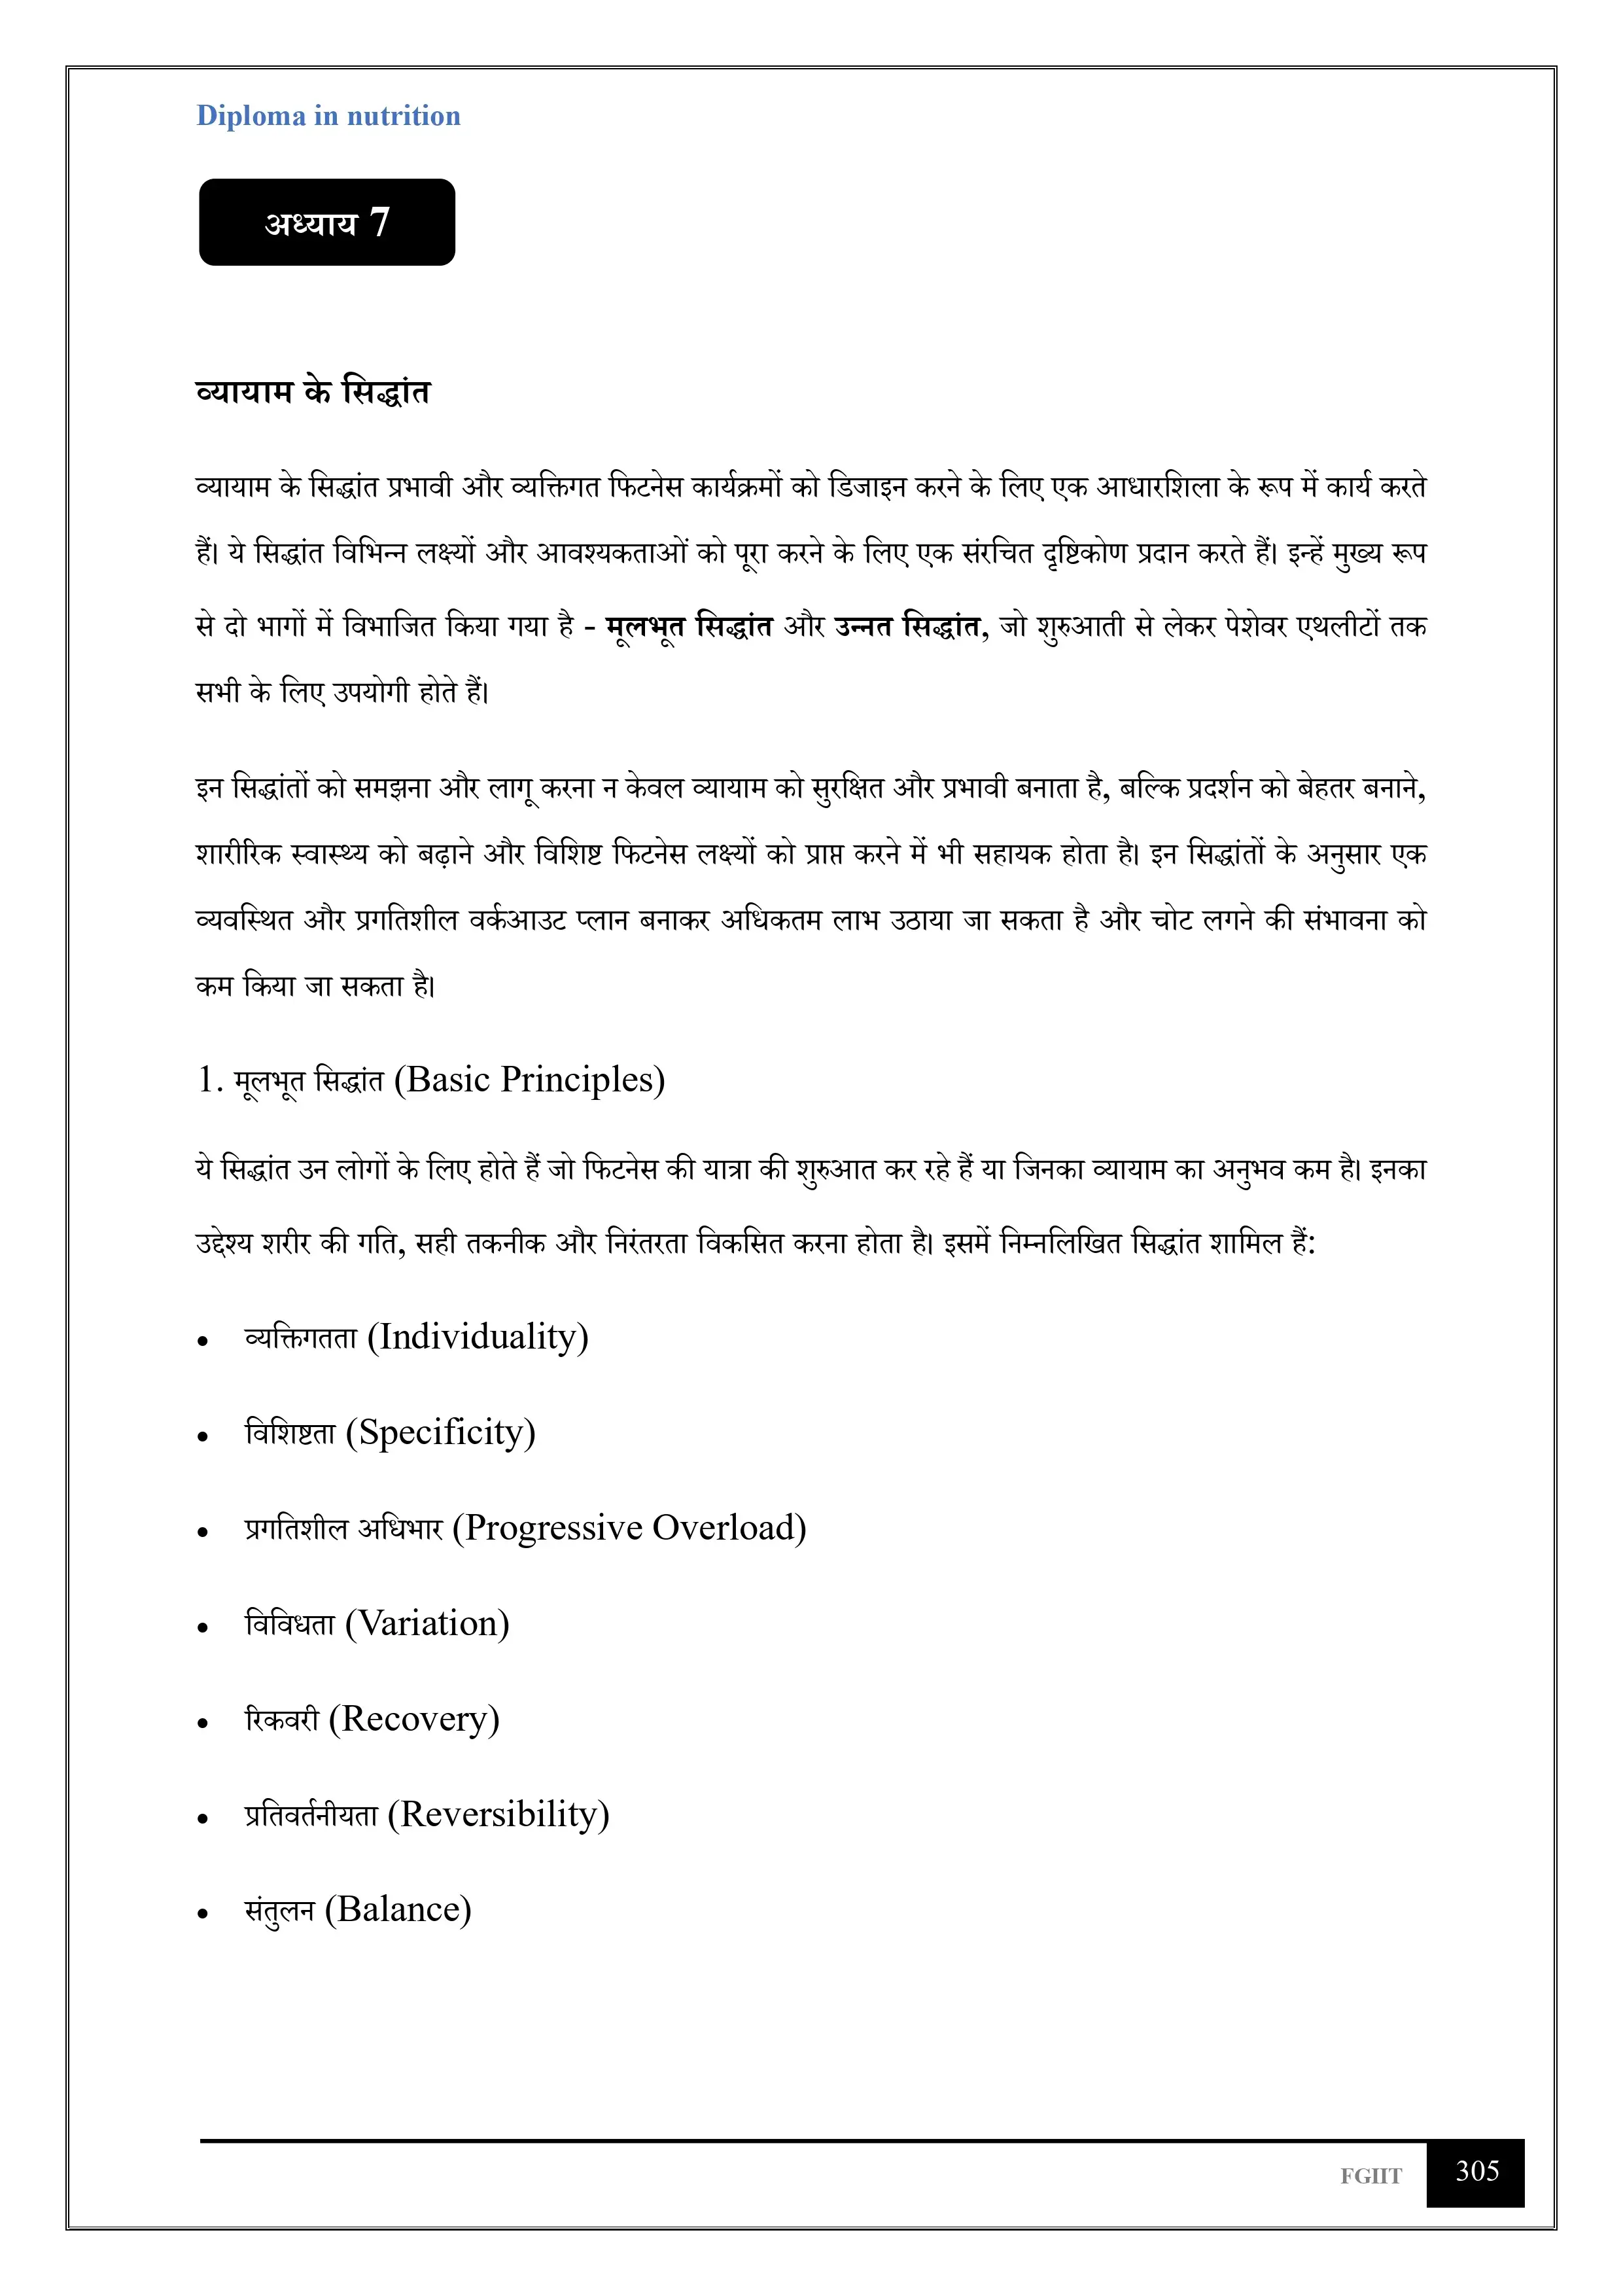 Diploma in nutrition
अध्याय 7
व्यायाम के सिद्धांत
व्यायाम के सिद्धांत प्रभावी और व्यक्तिगत फिटनेस कार्यक्रमों को डिजाइन करने के लिए एक आधारशिला के रूप में कार्य करते
हैं। ये सिद्धांत विभिन्न लक्ष्यों और आवश्यकताओं को पूरा करने के लिए एक संरचित दृष्टिकोण प्रदान करते हैं। इन्हें मुख्य रूप
से दो भागों में विभाजित किया गया है - मूलभूत सिद्धांत और उन्नत सिद्धांत, जो शुरुआती से लेकर पेशेवर एथलीटों तक
सभी के लिए उपयोगी होते हैं।
इन सिद्धांतों को समझना और लागू करना न केवल व्यायाम को सुरक्षित और प्रभावी बनाता है, बल्कि प्रदर्शन को बेहतर बनाने,
शारीरिक स्वास्थ्य को बढ़ाने और विशिष्ट फिटनेस लक्ष्यों को प्राप्त करने में भी सहायक होता है। इन सिद्धांतों के अनुसार एक
व्यवस्थित और प्रगतिशील वर्कआउट प्लान बनाकर अधिकतम लाभ उठाया जा सकता है और चोट लगने की संभावना को
कम किया जा सकता है।
1. मूलभूत सिद्धांत (Basic Principles)
ये सिद्धांत उन लोगों के लिए होते हैं जो फिटनेस की यात्रा की शुरुआत कर रहे हैं या जिनका व्यायाम का अनुभव कम है। इनका
उद्देश्य शरीर की गति, सही तकनीक और निरंतरता विकसित करना होता है। इसमें निम्नलिखित सिद्धांत शामिल हैं:
• व्यक्तिगतता (Individuality)
• विशिष्टता (Specificity)
• प्रगतिशील अधिभार (Progressive Overload)
• विविधता (Variation)
• रिकवरी (Recovery)
• प्रतिवर्तनीयता (Reversibility)
• संतुलन (Balance)
FGIIT 305